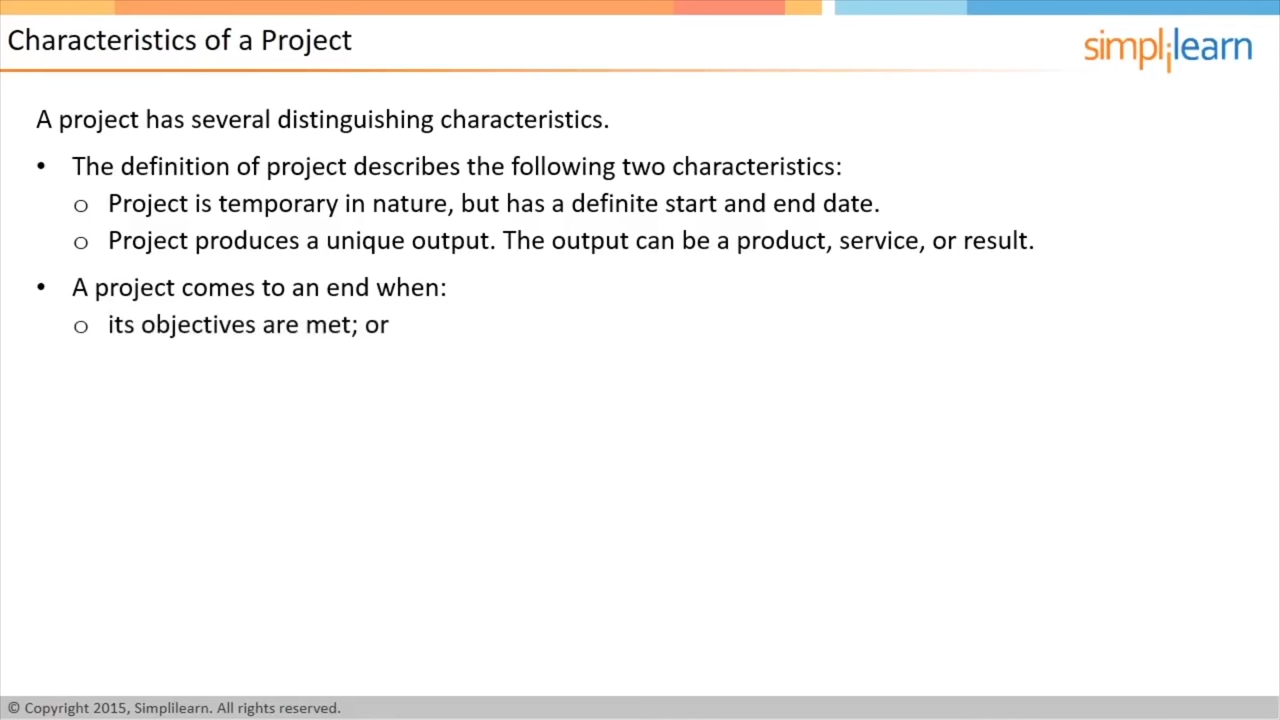 Characteristics of a Project
simplilearn
A project has several distinguishing characteristics.
• The definition of project describes the following two characteristics:
o Project is temporary in nature, but has a definite start and end date.
o Project produces a unique output. The output can be a product, service, or result.
• A project comes to an end when:
o its objectives are met; or
© Copyright 2015, Simplilearn. All rights reserved.